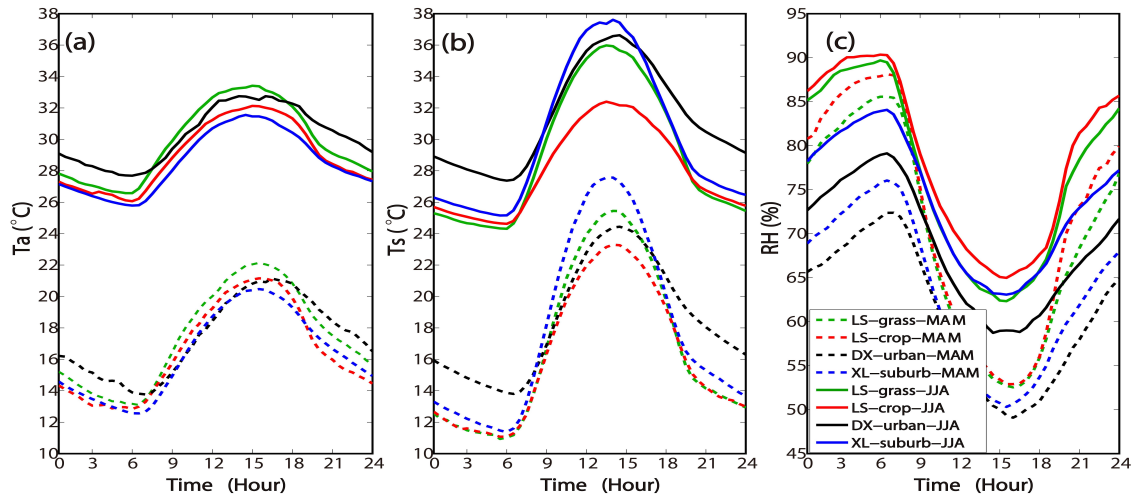 (a)
38
36
34
32
30
28
26
24
22
20
18
16
14
12
10
Ta (°C)
0 3 6 9 12 15 18 21 24
Time (Hour)
(b)
38
36
34
32
30
28
26
24
22
20
18
16
14
12
10
Ts (°C)
0 3 6 9 12 15 18 21 24
Time (Hour)
(c)
95
90
85
80
75
70
65
60
55
50
45
RH (%)
LS−grass−MAM
LS−crop−MAM
DX−urban−MAM
XL−suburb−MAM
LS−grass−JJA
LS−crop−JJA
DX−urban−JJA
XL−suburb−JJA
0 3 6 9 12 15 18 21 24
Time (Hour)